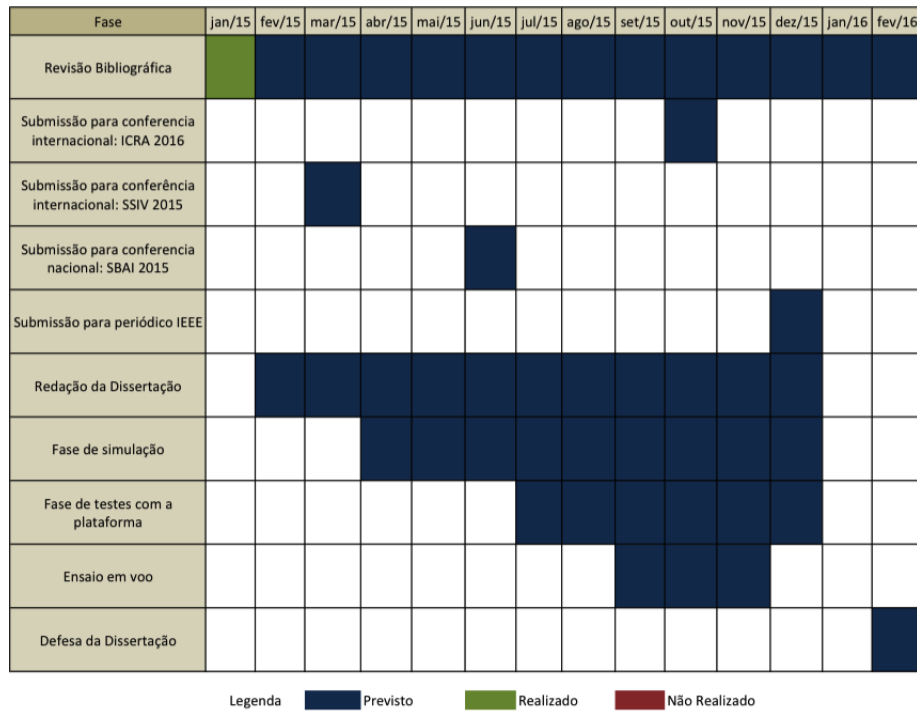 Fase jan/15 fev/15 mar/15 abr/15 mai/15 jun/15 jul/15 ago/15 set/15 out/15 nov/15 dez/15 jan/16 fev/16
Revisão Bibliográfica
Submissão para conferencia
internacional: ICRA 2016
Submissão para conferência
internacional: SSIV 2015
Submissão para conferencia
nacional: SBAI 2015
Submissão para periódico IEEE
Redação da Dissertação
Fase de simulação
Fase de testes com a
plataforma
Ensaio em voo
Defesa da Dissertação
Legenda Previsto Realizado Não Realizado